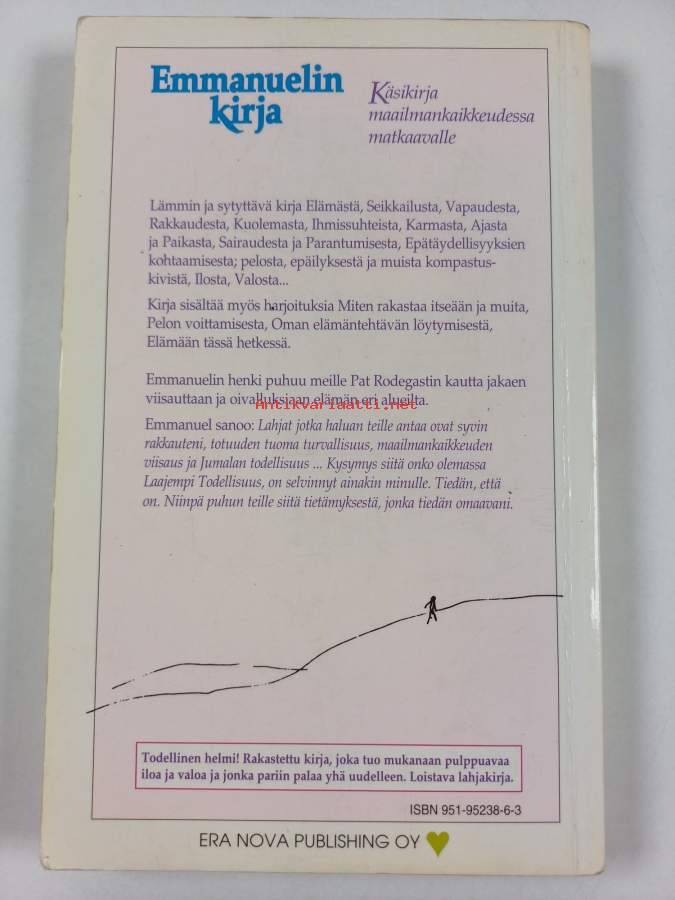 Emmanuelin
kirja
Käsikirja
maailmankaikkeudessa
matkaavalle
Lämmin ja sytyttävä kirja Elämästä, Seikkailusta, Vapaudesta,
Rakkaudesta, Kuolemasta, Ihmissuhteista, Karmasta, Ajasta
ja Paikasta, Sairaudesta ja Parantumisesta, Epätäydellisyyksien
kohtaamisesta; pelosta, epäilyksestä ja muista kompastus-
kivistä, Ilosta, Valosta...
Kirja sisältää myös harjoituksia Miten rakastaa itseään ja muita,
Pelon voittamisesta, Oman elämäntehtävän löytymisestä,
Elämään tässä hetkessä.
Emmanuelin henki puhuu meille Pat Rodegastin kautta jakaen
viisauttaan ja oivalluksiaan elämän eri alueilta.
Antikvariaatti.net
Emmanuel sanoo: Lahjat jotka haluan teille antaa ovat syvin
rakkauteni, totuuden tuoma turvallisuus, maailmankaikkeuden
viisaus ja Jumalan todellisuus ... Kysymys siitä onko olemassa
Laajempi Todellisuus, on selvinnyt ainakin minulle. Tiedän, että
on. Niinpä puhun teille siitä tietämyksestä, jonka tiedän omaavani.
Todellinen helmi! Rakastettu kirja, joka tuo mukanaan pulppuavaa
iloa ja valoa ja jonka pariin palaa yhä uudelleen. Loistava lahjakirja.
ISBN 951-95238-6-3
ERA NOVA PUBLISHING OY